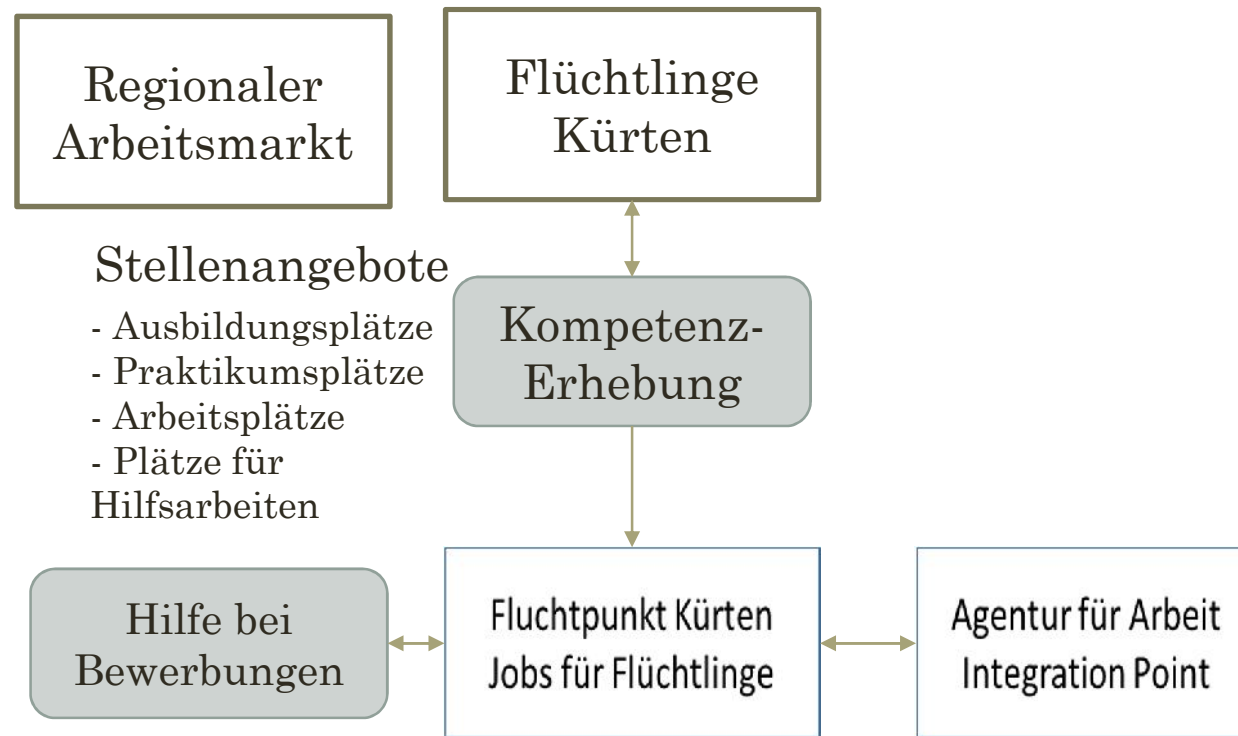 Regionaler
Arbeitsmarkt
Flüchtlinge
Kürten
Stellenangebote
- Ausbildungsplätze
- Praktikumsplätze
- Arbeitsplätze
- Plätze für
Hilfsarbeiten
Kompetenz-
Erhebung
Hilfe bei
Bewerbungen
Fluchtpunkt Kürten
Jobs für Flüchtlinge
Agentur für Arbeit
Integration Point